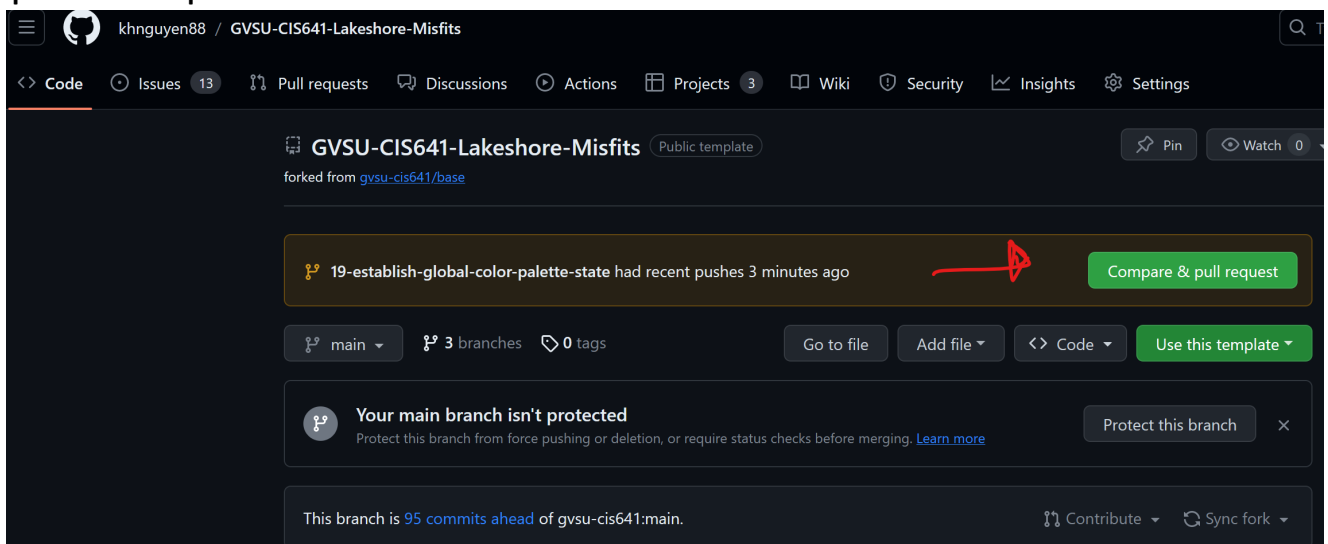 khnguyen88 / GVSU-CIS641-Lakeshore-Misfits
Code Issues 13 Pull requests Discussions Actions Projects 3 Wiki Security Insights Settings
GVSU-CIS641-Lakeshore-Misfits Public template Pin Watch 0
forked from gvsu-cis641/base
19-establish-global-color-palette-state had recent pushes 3 minutes ago Compare & pull request
main 3 branches 0 tags Go to file Add file Code Use this template
Your main branch isn't protected
Protect this branch from force pushing or deletion, or require status checks before merging. Learn more Protect this branch
This branch is 95 commits ahead of gvsu-cis641:main. Contribute Sync fork